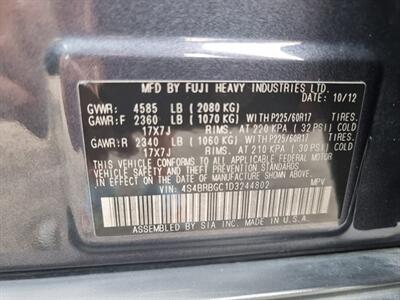 MFD.BY FUJI HEAVY INDUSTRIES LTD.
DATE: 10/12
GVWR: 4585 LB (2080 KG)
GAWR:F 2360 LB (1070 KG) WITH P225/60R17 TIRES.
17X7J RIMS. AT 220 KPA (32 PSI) COLD
GAWR:R 2340 LB (1060 KG) WITH P225/60R17 TIRES.
17X7J RIMS. AT 210 KPA (30 PSI) COLD
THIS VEHICLE CONFORMS TO ALL APPLICABLE FEDERAL MOTOR VEHICLE SAFETY STANDARDS IN EFFECT ON THE DATE OF MANUFACTURE SHOWN ABOVE.
VIN: 4S4BRBGC1D3244802 MPV
ASSEMBLED BY SIA INC. MADE IN U.S.A.